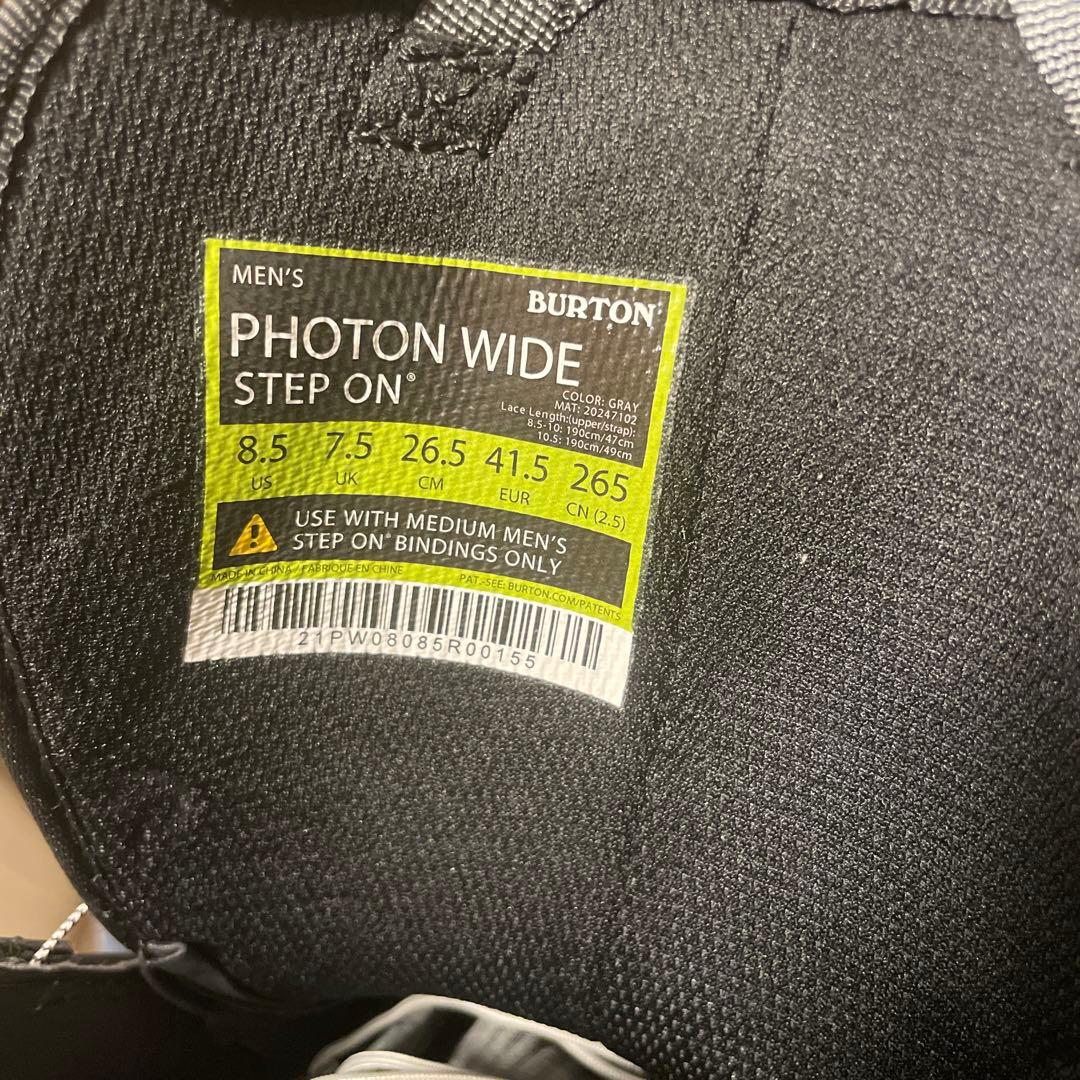 MEN'S
BURTON
PHOTON WIDE
STEP ON®
COLOR: GRAY
MAT: 20247102
Lace Length:(upper/strap):
8.5-10: 190cm/47cm
10.5: 190cm/49cm
8.5 7.5 26.5 41.5 265
US UK CM EUR CN (2.5)
USE WITH MEDIUM MEN'S
STEP ON® BINDINGS ONLY
MADE IN CHINA / FABRIQUÉ EN CHINE
PAT.-SEE: BURTON.COM/PATENTS
21PW08085R00155